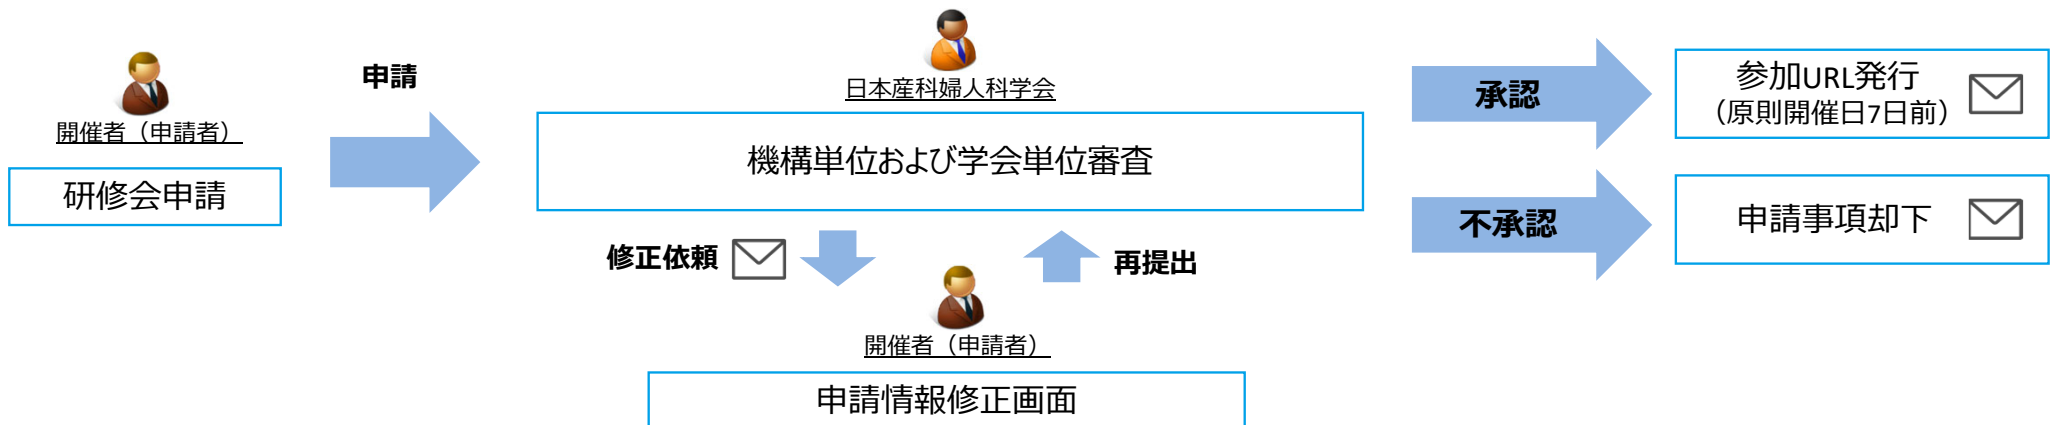 開催者（申請者）
研修会申請
申請
日本産科婦人科学会
機構単位および学会単位審査
修正依頼
再提出
開催者（申請者）
申請情報修正画面
承認
参加URL発行
（原則開催日7日前）
不承認
申請事項却下